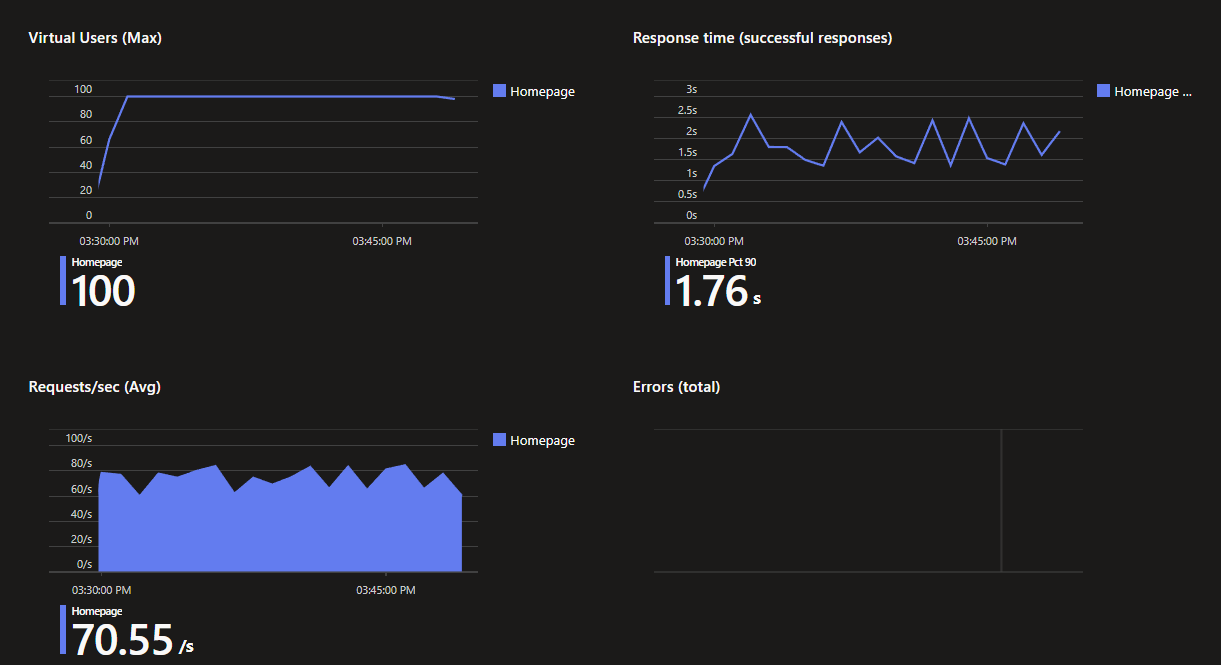 Virtual Users (Max)
100
80
60
40
20
0
03:30:00 PM
03:45:00 PM
Homepage
Homepage
100
Response time (successful responses)
3s
2.5s
2s
1.5s
1s
0.5s
0s
03:30:00 PM
03:45:00 PM
Homepage ...
Homepage Pct 90
1.76 s
Requests/sec (Avg)
100/s
80/s
60/s
40/s
20/s
0/s
03:30:00 PM
03:45:00 PM
Homepage
Homepage
70.55 /s
Errors (total)